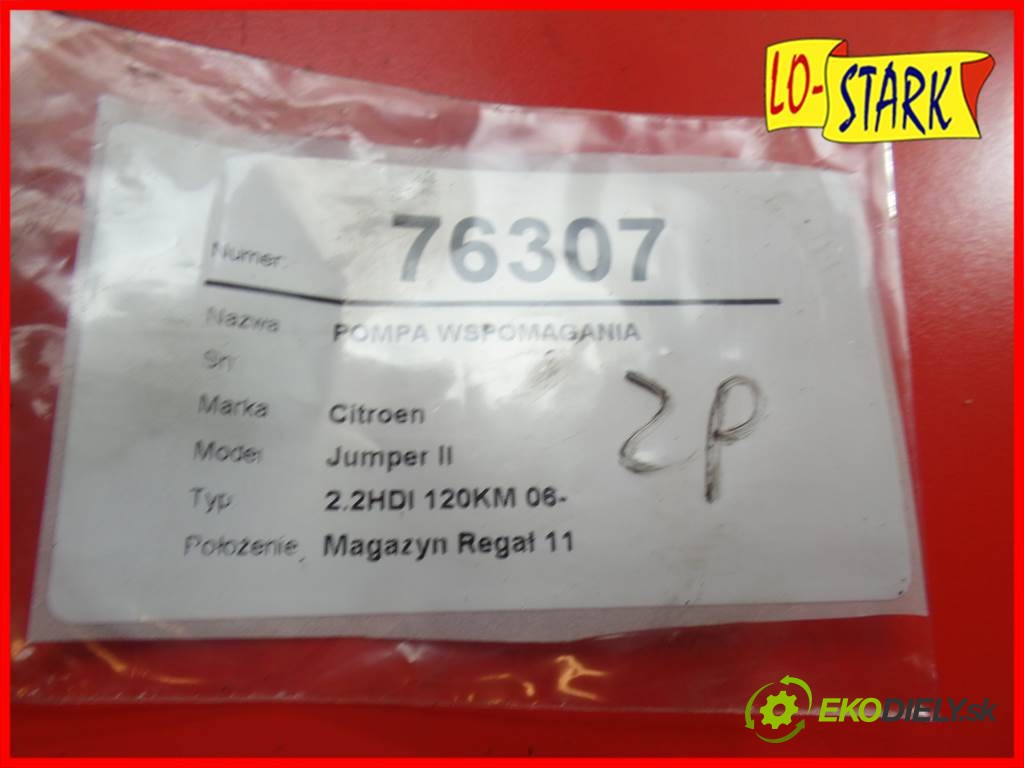 LO-STARK
Numer: 76307
Nazwa POMPA WSPOMAGANIA
Sn
Marka Citroen
Model Jumper II
Typ 2.2HDI 120KM 06-
Położenie Magazyn Regał 11
ZP
EKODIELY.sk